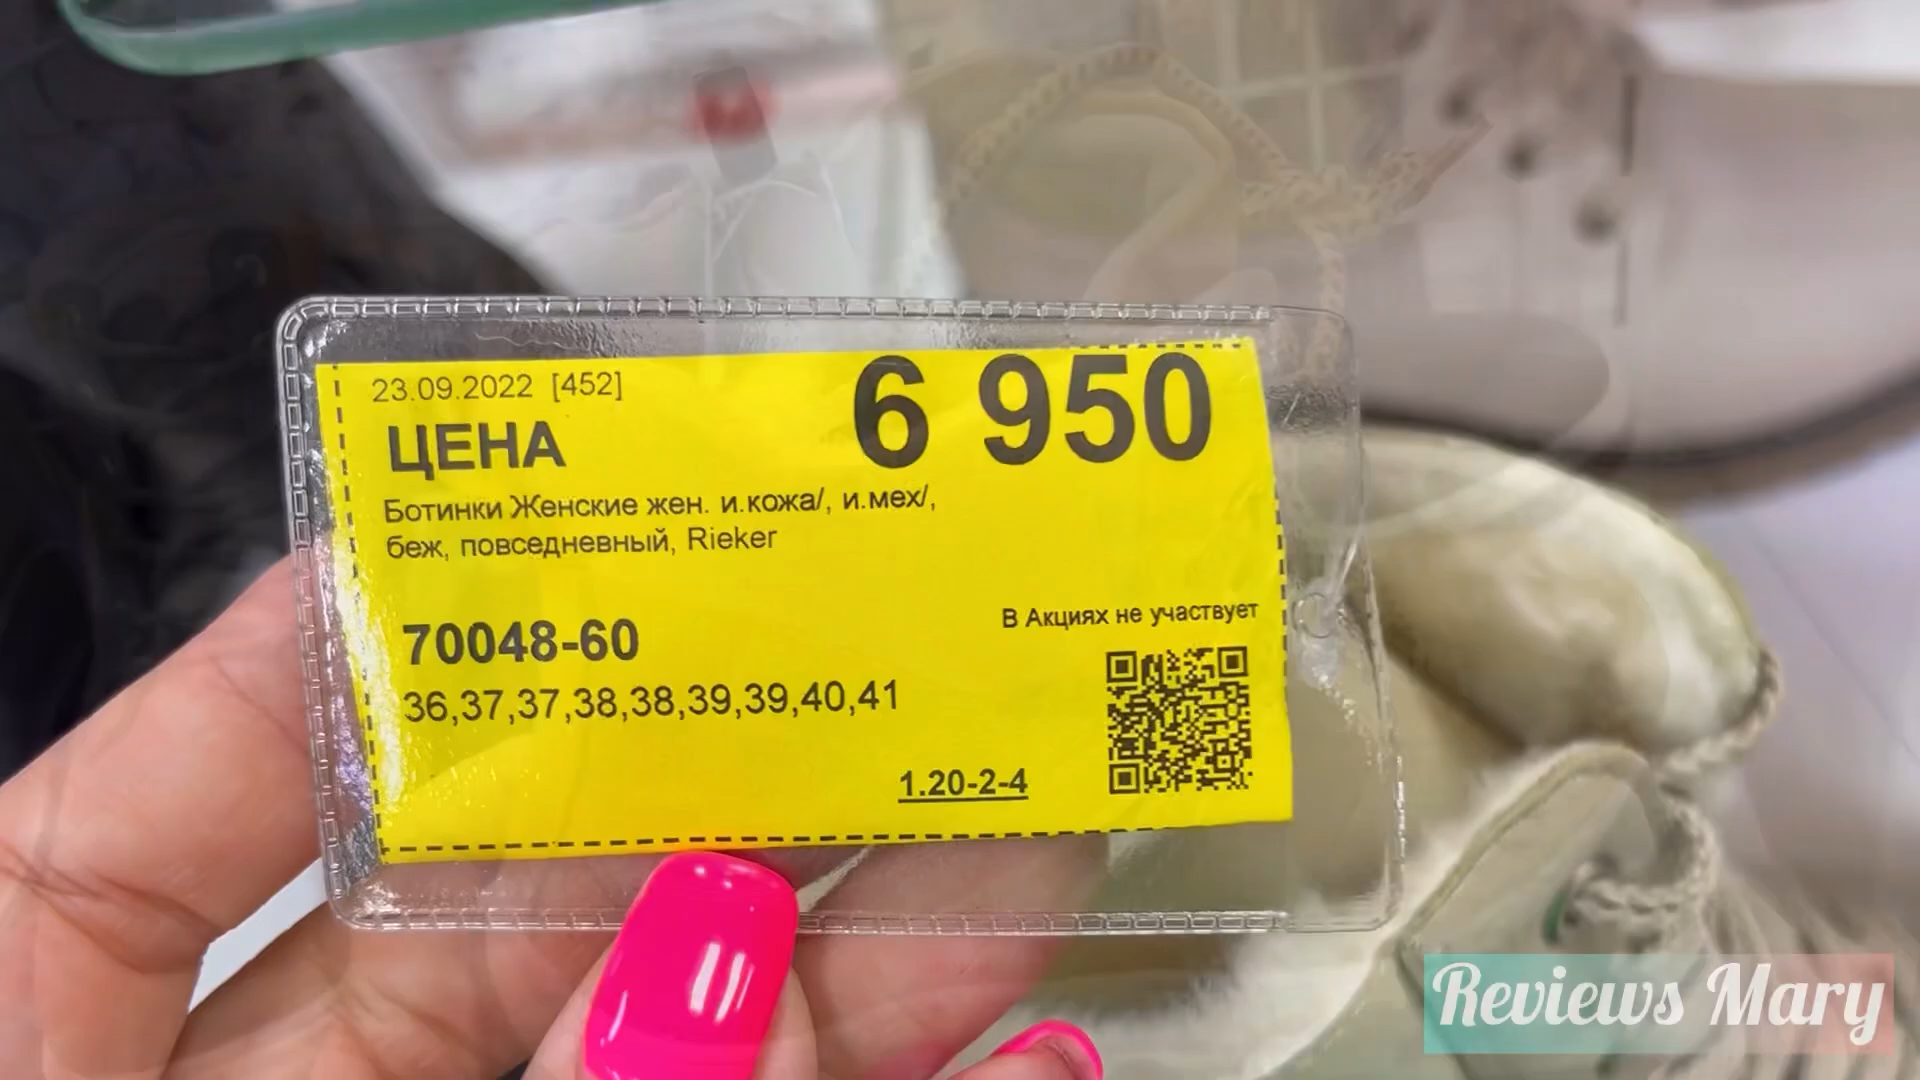 23.09.2022 [452]
ЦЕНА
6 950
Ботинки Женские жен. и.кожа/, и.мех/,
беж, повседневный, Rieker
В Акциях не участвует
70048-60
36,37,37,38,38,39,39,40,41
1.20-2-4
Reviews Mary